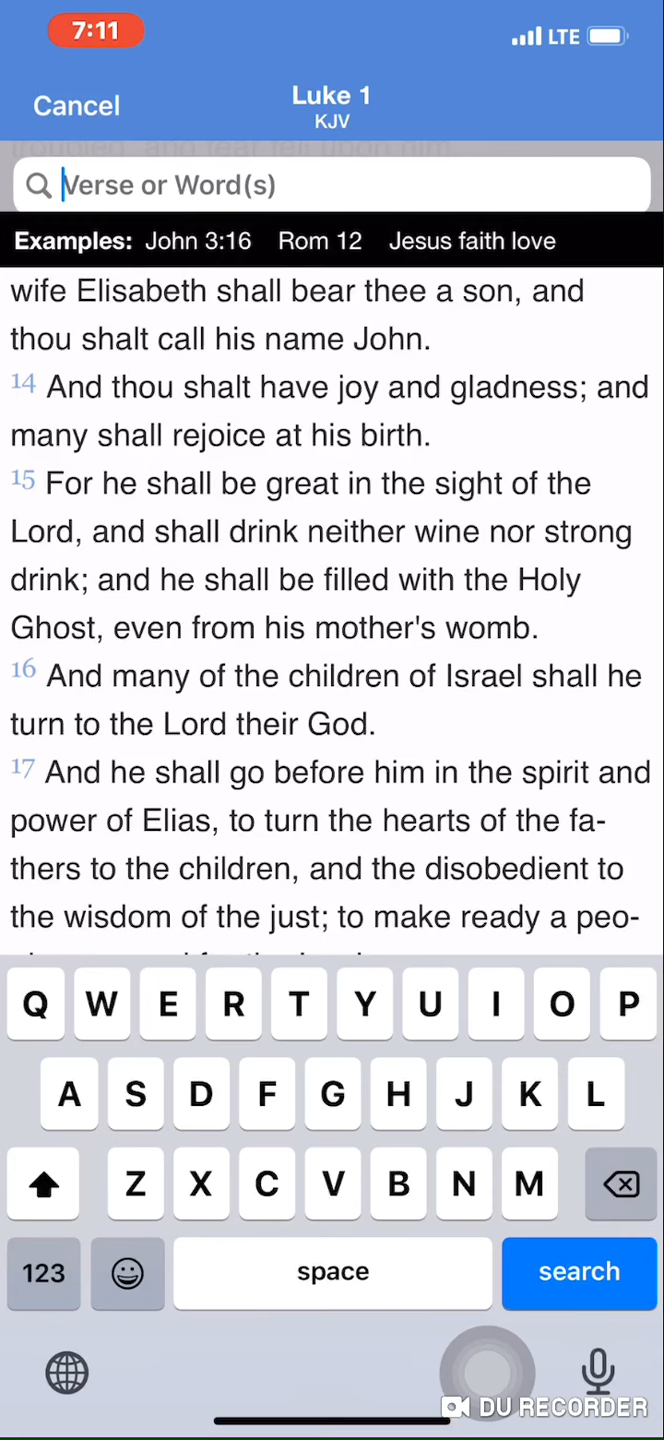 7:11
LTE
Cancel
Luke 1
KJV
troubled, and fear fell upon him.
Verse or Word(s)
Examples: John 3:16 Rom 12 Jesus faith love
wife Elisabeth shall bear thee a son, and
thou shalt call his name John.
14 And thou shalt have joy and gladness; and
many shall rejoice at his birth.
15 For he shall be great in the sight of the
Lord, and shall drink neither wine nor strong
drink; and he shall be filled with the Holy
Ghost, even from his mother's womb.
16 And many of the children of Israel shall he
turn to the Lord their God.
17 And he shall go before him in the spirit and
power of Elias, to turn the hearts of the fa-
thers to the children, and the disobedient to
the wisdom of the just; to make ready a peo-
Q W E R T Y U I O P
A S D F G H J K L
Z X C V B N M
123 space search
DU RECORDER